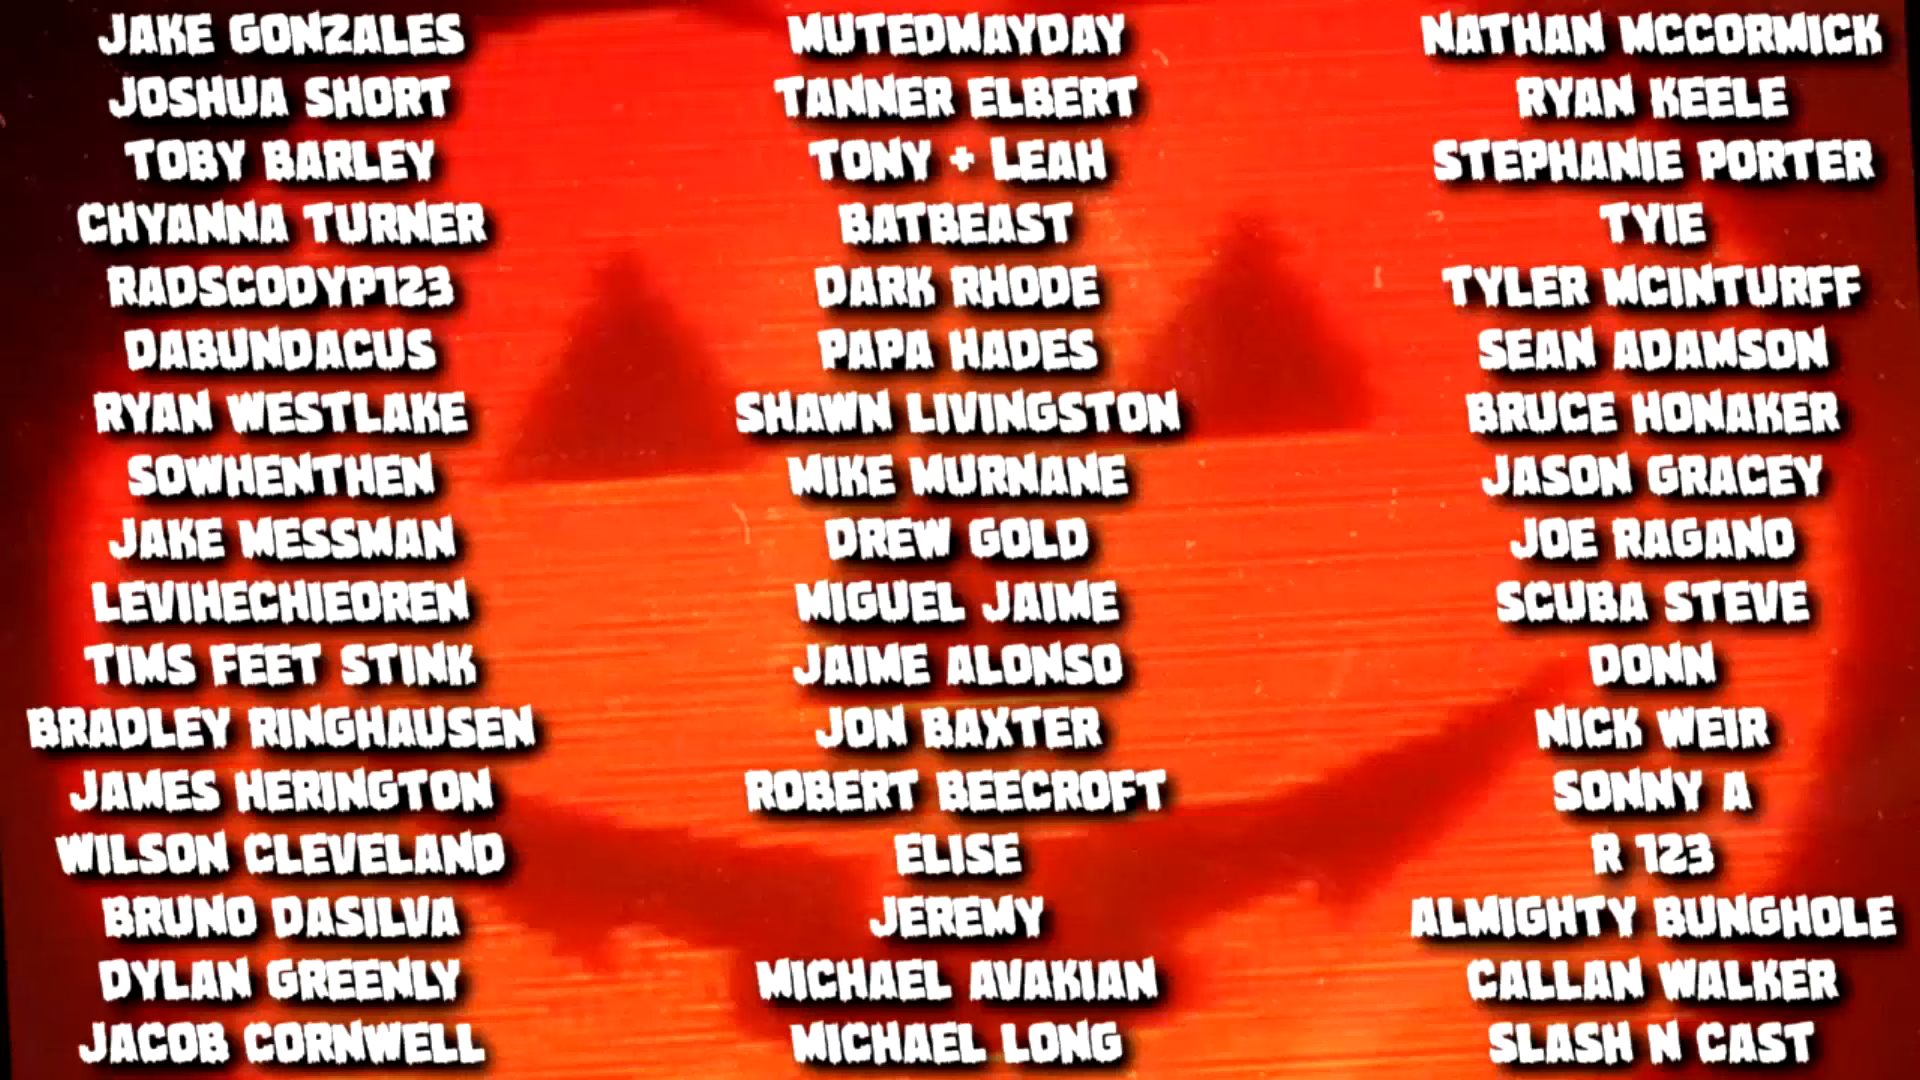 JAKE GONZALES
JOSHUA SHORT
TOBY BARLEY
CHYANNA TURNER
RADSCODYP123
DABUNDACUS
RYAN WESTLAKE
SOWHENTHEN
JAKE MESSMAN
LEVIHECHIEOREN
TIMS FEET STINK
BRADLEY RINGHAUSEN
JAMES HERINGTON
WILSON CLEVELAND
BRUNO DASILVA
DYLAN GREENLY
JACOB CORNWELL
MUTEDMAYDAY
TANNER ELBERT
TONY + LEAH
BATBEAST
DARK RHODE
PAPA HADES
SHAWN LIVINGSTON
MIKE MURNANE
DREW GOLD
MIGUEL JAIME
JAIME ALONSO
JON BAXTER
ROBERT BEECROFT
ELISE
JEREMY
MICHAEL AVAKIAN
MICHAEL LONG
NATHAN MCCORMICK
RYAN KEELE
STEPHANIE PORTER
TYIE
TYLER MCINTURFF
SEAN ADAMSON
BRUCE HONAKER
JASON GRACEY
JOE RAGANO
SCUBA STEVE
DONN
NICK WEIR
SONNY A
R 123
ALMIGHTY BUNGHOLE
CALLAN WALKER
SLASH N CAST